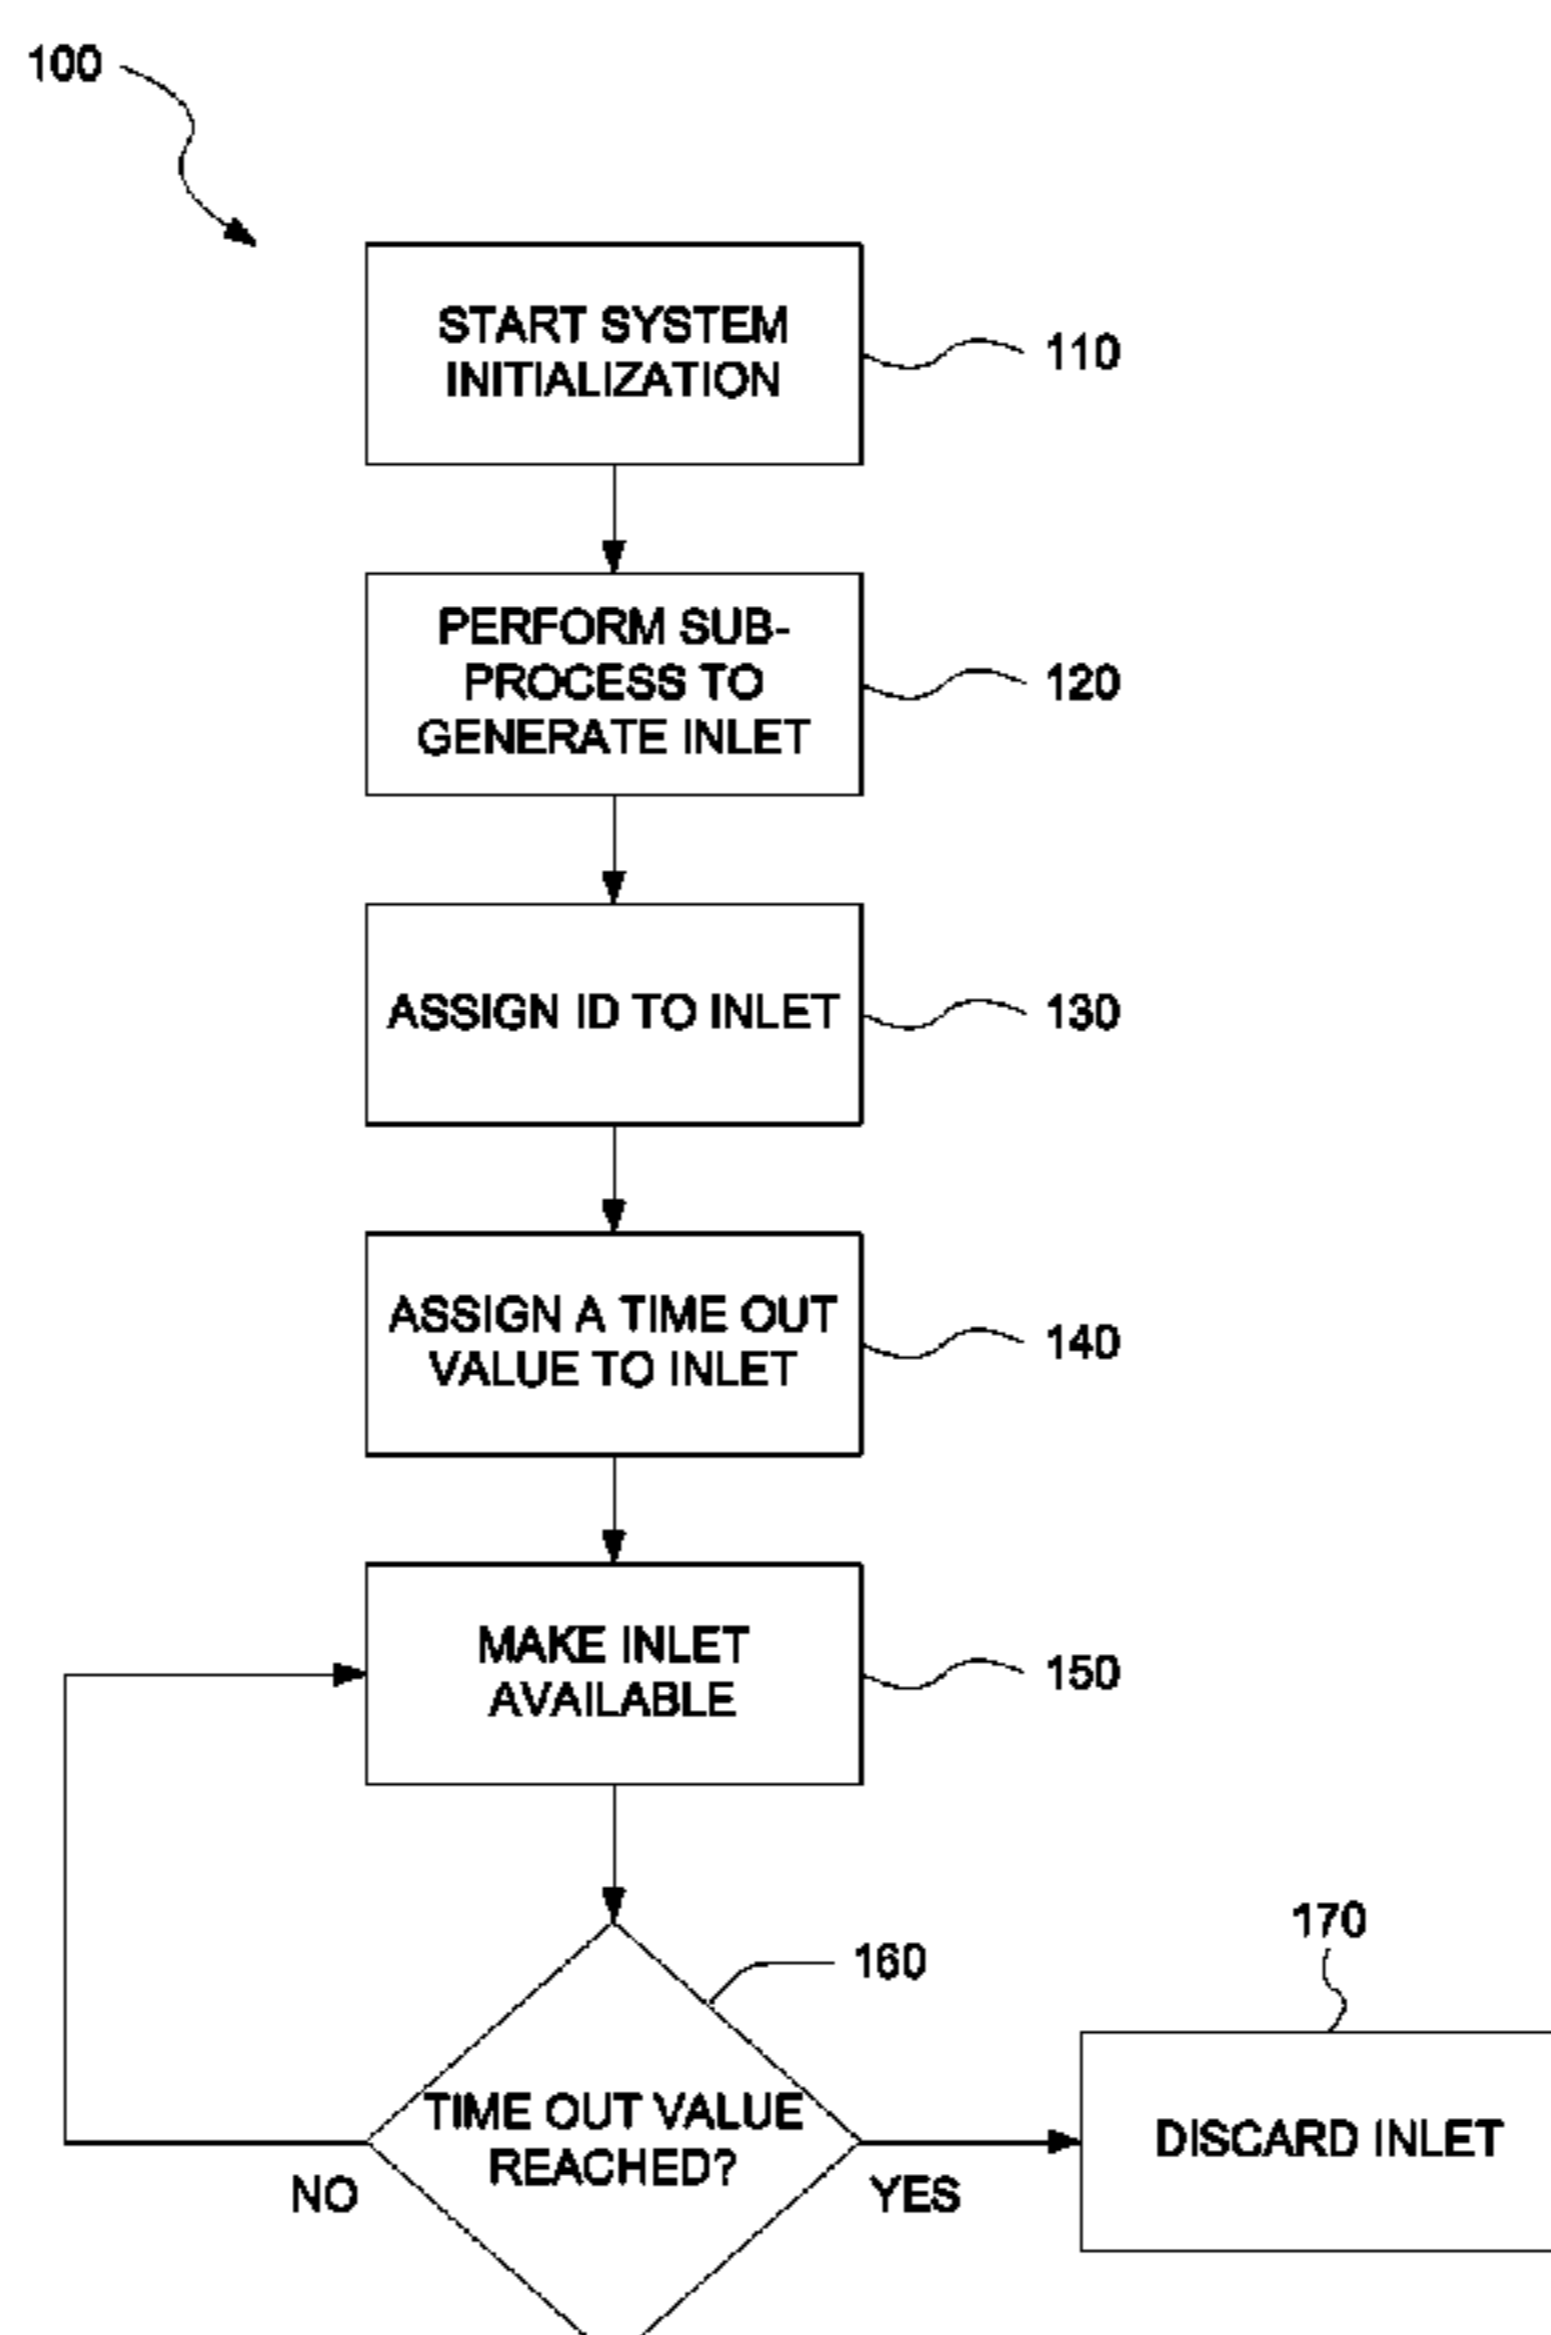 100
START SYSTEM
INITIALIZATION
110
PERFORM SUB-
PROCESS TO
GENERATE INLET
120
ASSIGN ID TO INLET
130
ASSIGN A TIME OUT
VALUE TO INLET
140
MAKE INLET
AVAILABLE
150
160
170
TIME OUT VALUE
REACHED?
NO
YES
DISCARD INLET